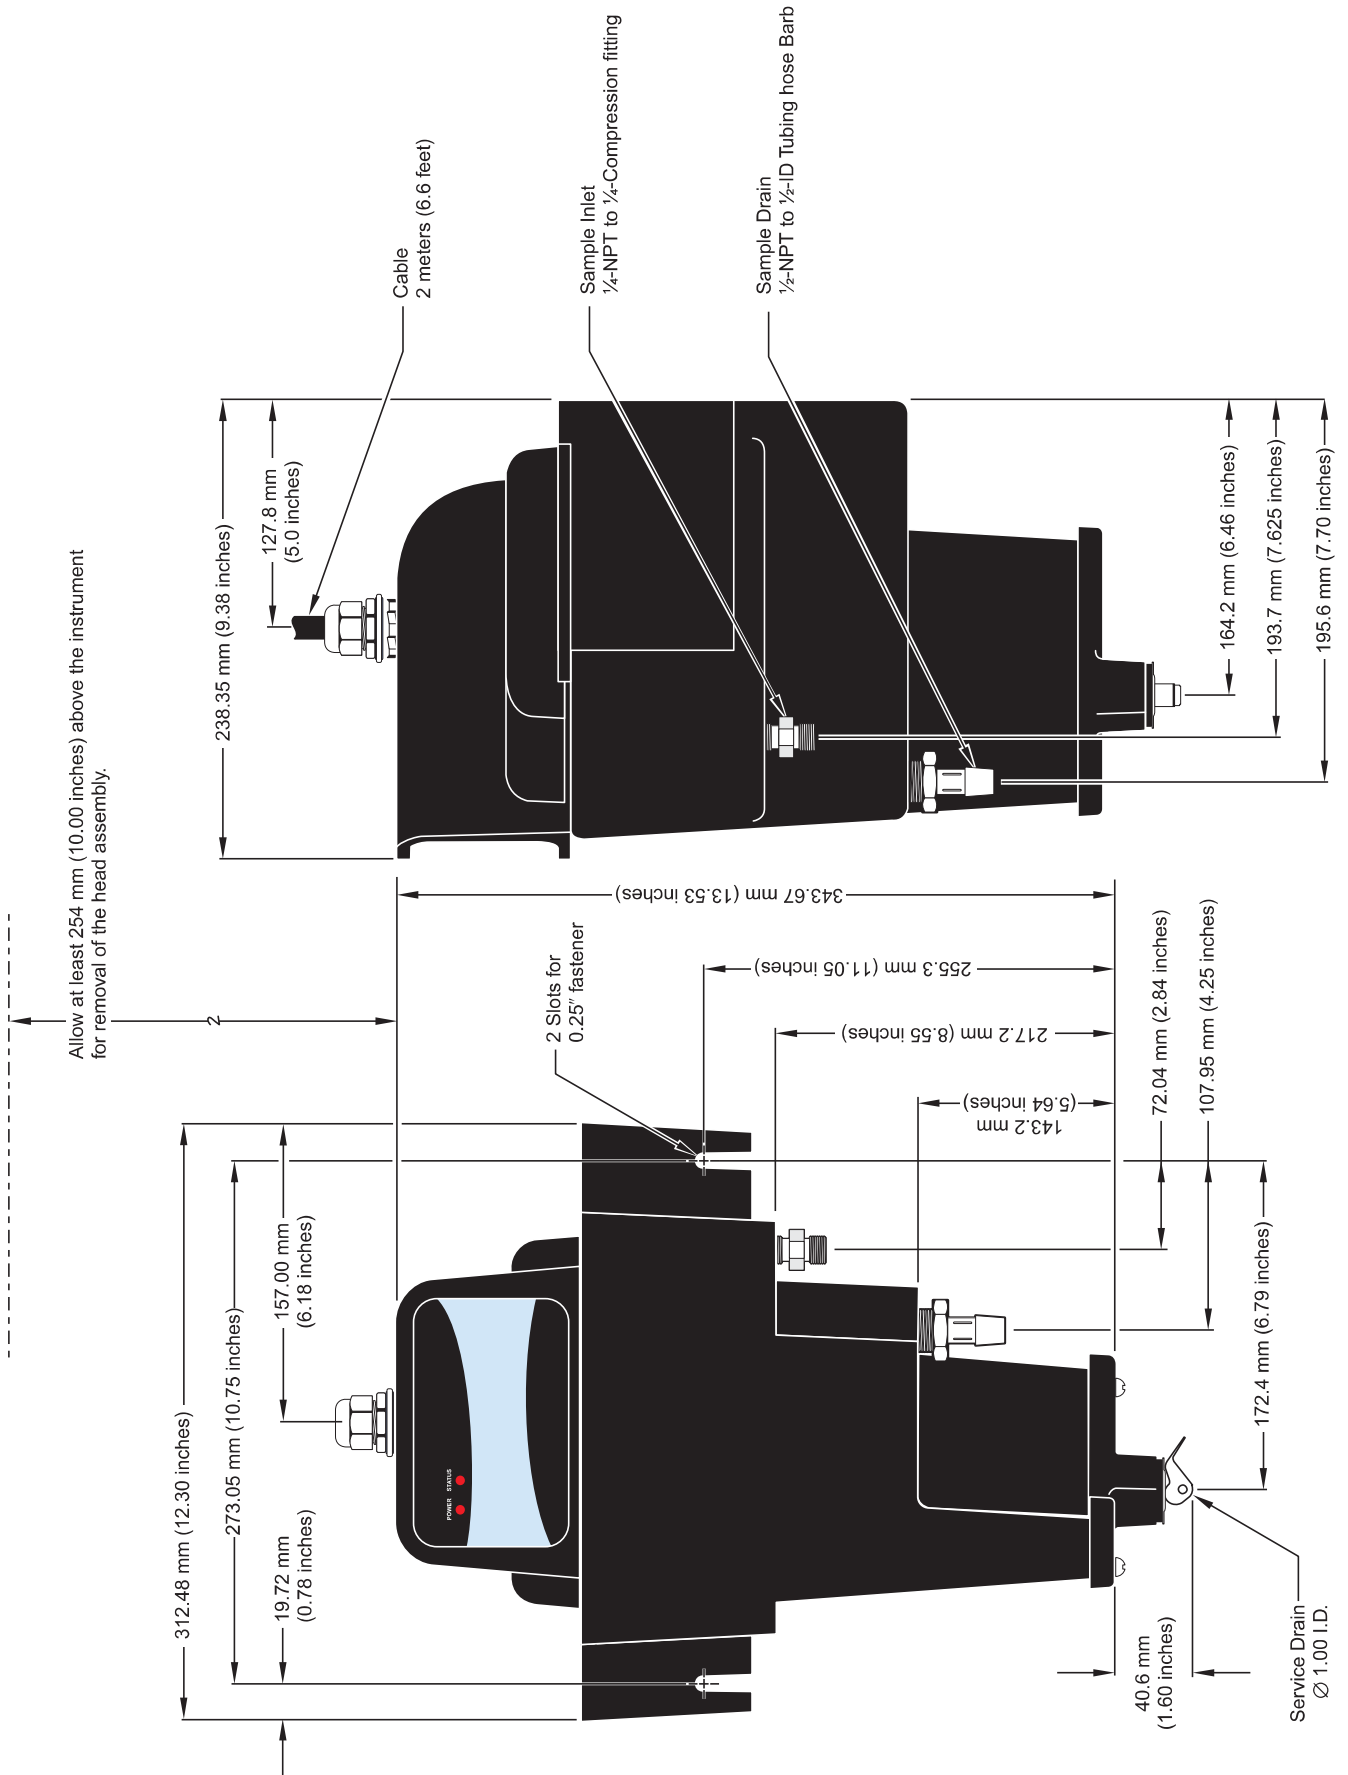 Allow at least 254 mm (10.00 inches) above the instrument
for removal of the head assembly.
312.48 mm (12.30 inches)
273.05 mm (10.75 inches)
19.72 mm
(0.78 inches)
157.00 mm
(6.18 inches)
238.35 mm (9.38 inches)
127.8 mm
(5.0 inches)
Cable
2 meters (6.6 feet)
POWER STATUS
2 Slots for
0.25" fastener
343.67 mm (13.53 inches)
255.3 mm (11.05 inches)
217.2 mm (8.55 inches)
143.2 mm
(5.64 inches)
Sample Inlet
¼-NPT to ¼-Compression fitting
Sample Drain
½-NPT to ½-ID Tubing hose Barb
40.6 mm
(1.60 inches)
72.04 mm (2.84 inches)
107.95 mm (4.25 inches)
172.4 mm (6.79 inches)
164.2 mm (6.46 inches)
193.7 mm (7.625 inches)
195.6 mm (7.70 inches)
Service Drain
∅ 1.00 I.D.